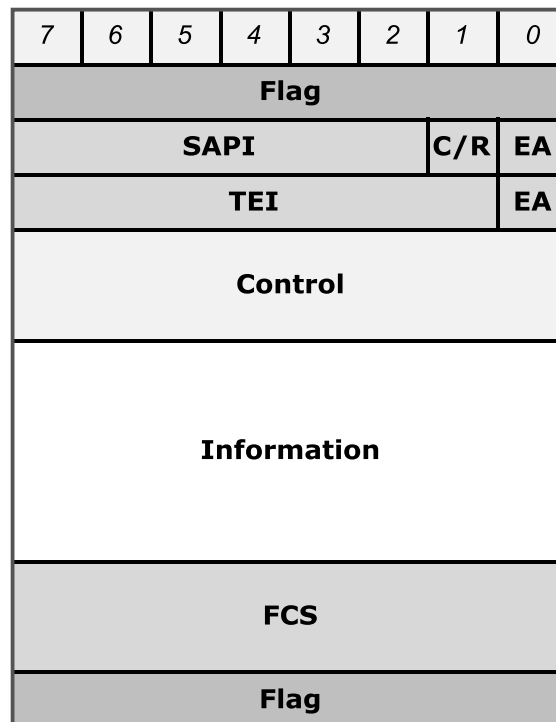 7 6 5 4 3 2 1 0
Flag
SAPI C/R EA
TEI EA
Control
Information
FCS
Flag